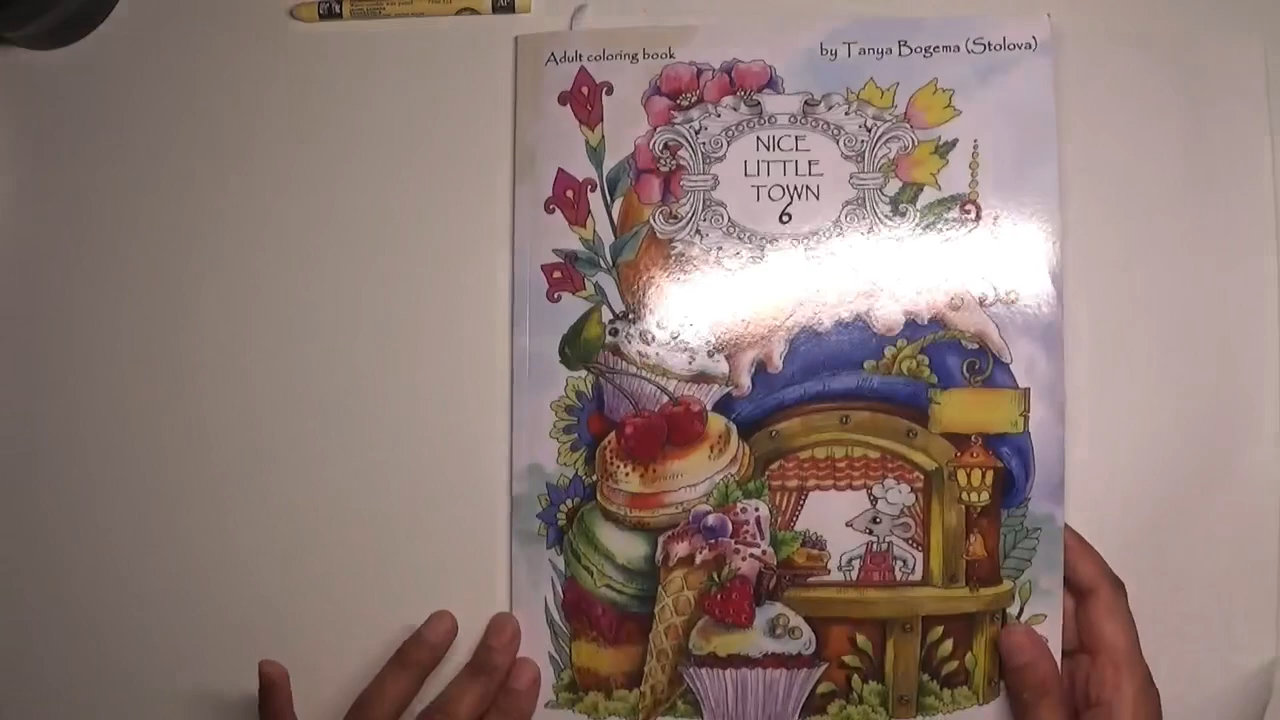 Adult coloring book
by Tanya Bogema (Stolova)
NICE
LITTLE
TOWN
6